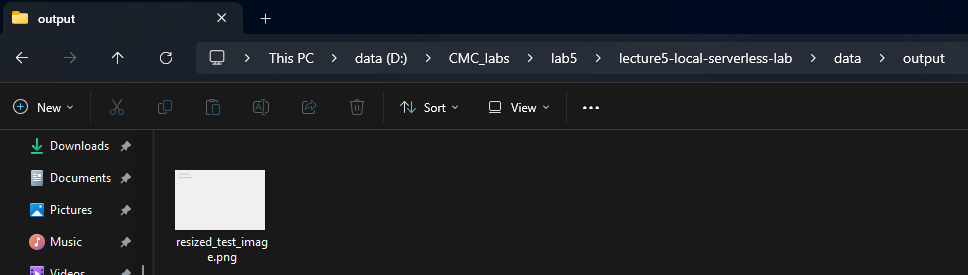 output
This PC > data (D:) > CMC_labs > lab5 > lecture5-local-serverless-lab > data > output
New
Sort
View
Downloads
Documents
Pictures
Music
Videos
resized_test_imag
e.png